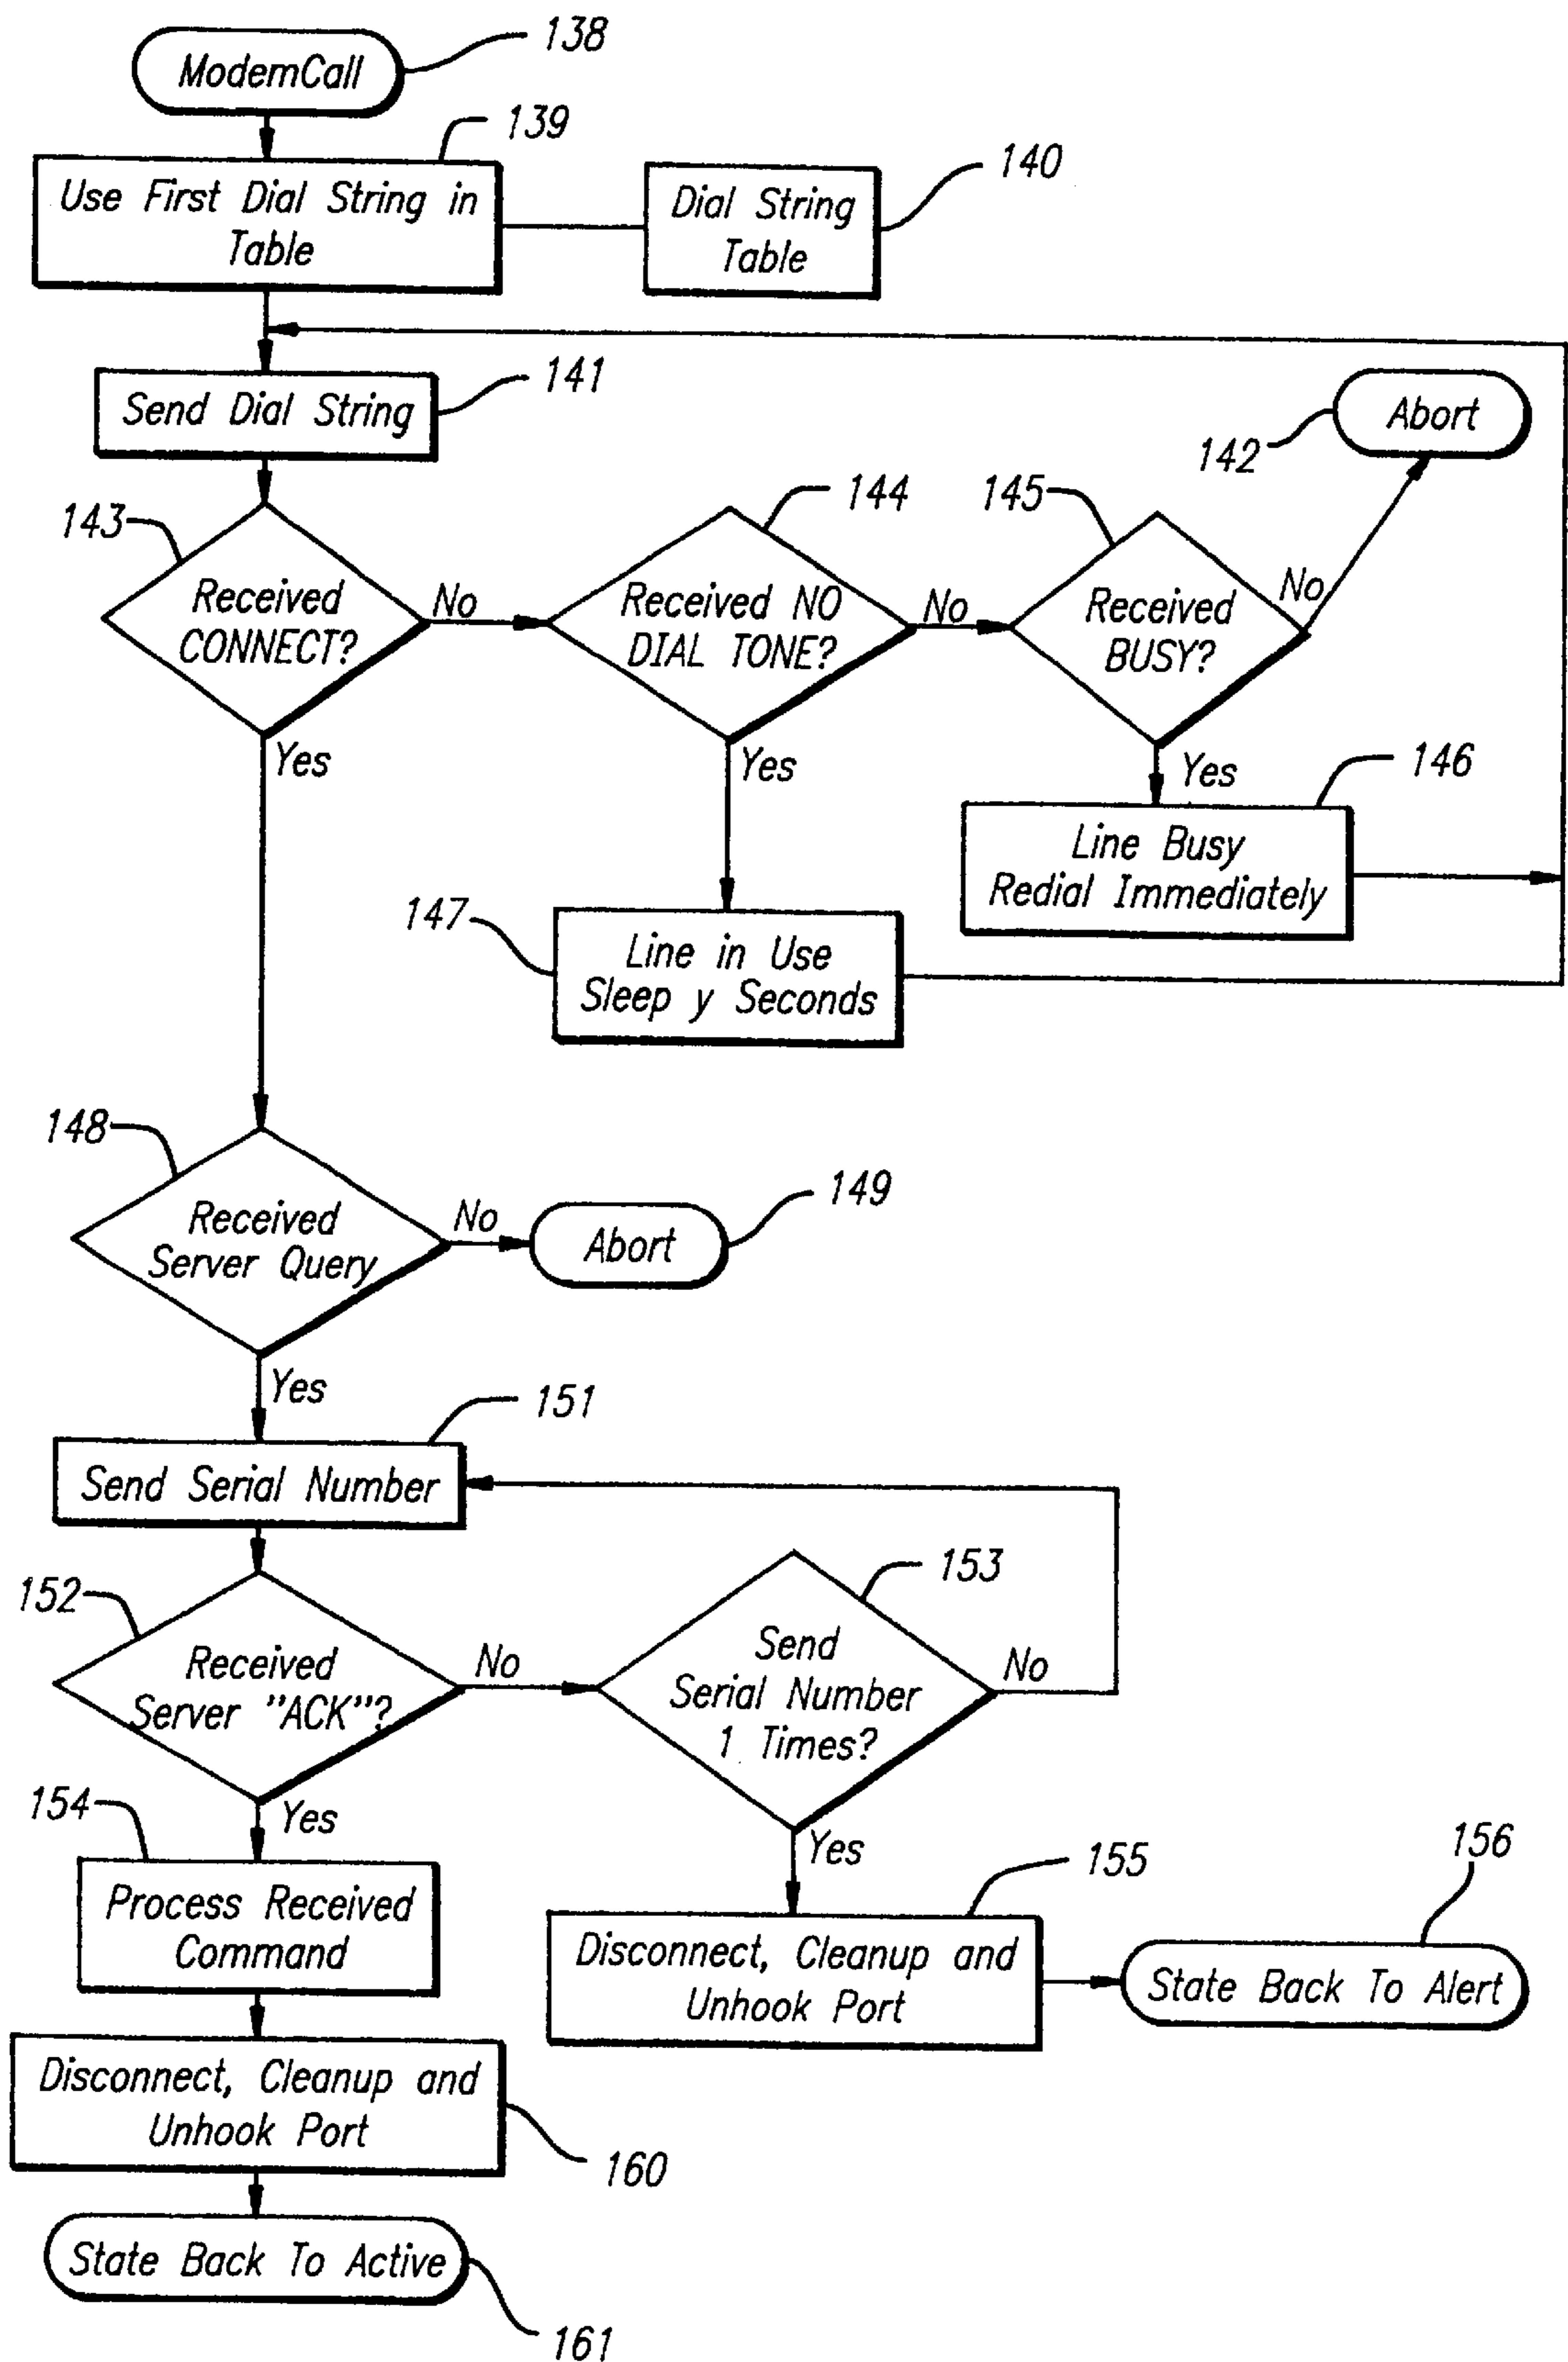 ModemCall
138
139
Use First Dial String in
Table
140
Dial String
Table
Send Dial String
141
Abort
142
143
Received
CONNECT?
No
144
Received NO
DIAL TONE?
No
145
Received
BUSY?
No
Yes
Yes
Yes
146
Line Busy
Redial Immediately
147
Line in Use
Sleep y Seconds
148
Received
Server Query
No
Abort
149
Yes
151
Send Serial Number
152
Received
Server "ACK"?
No
153
Send
Serial Number
1 Times?
No
Yes
154
Process Received
Command
Yes
155
Disconnect, Cleanup and
Unhook Port
156
State Back To Alert
Disconnect, Cleanup and
Unhook Port
160
State Back To Active
161